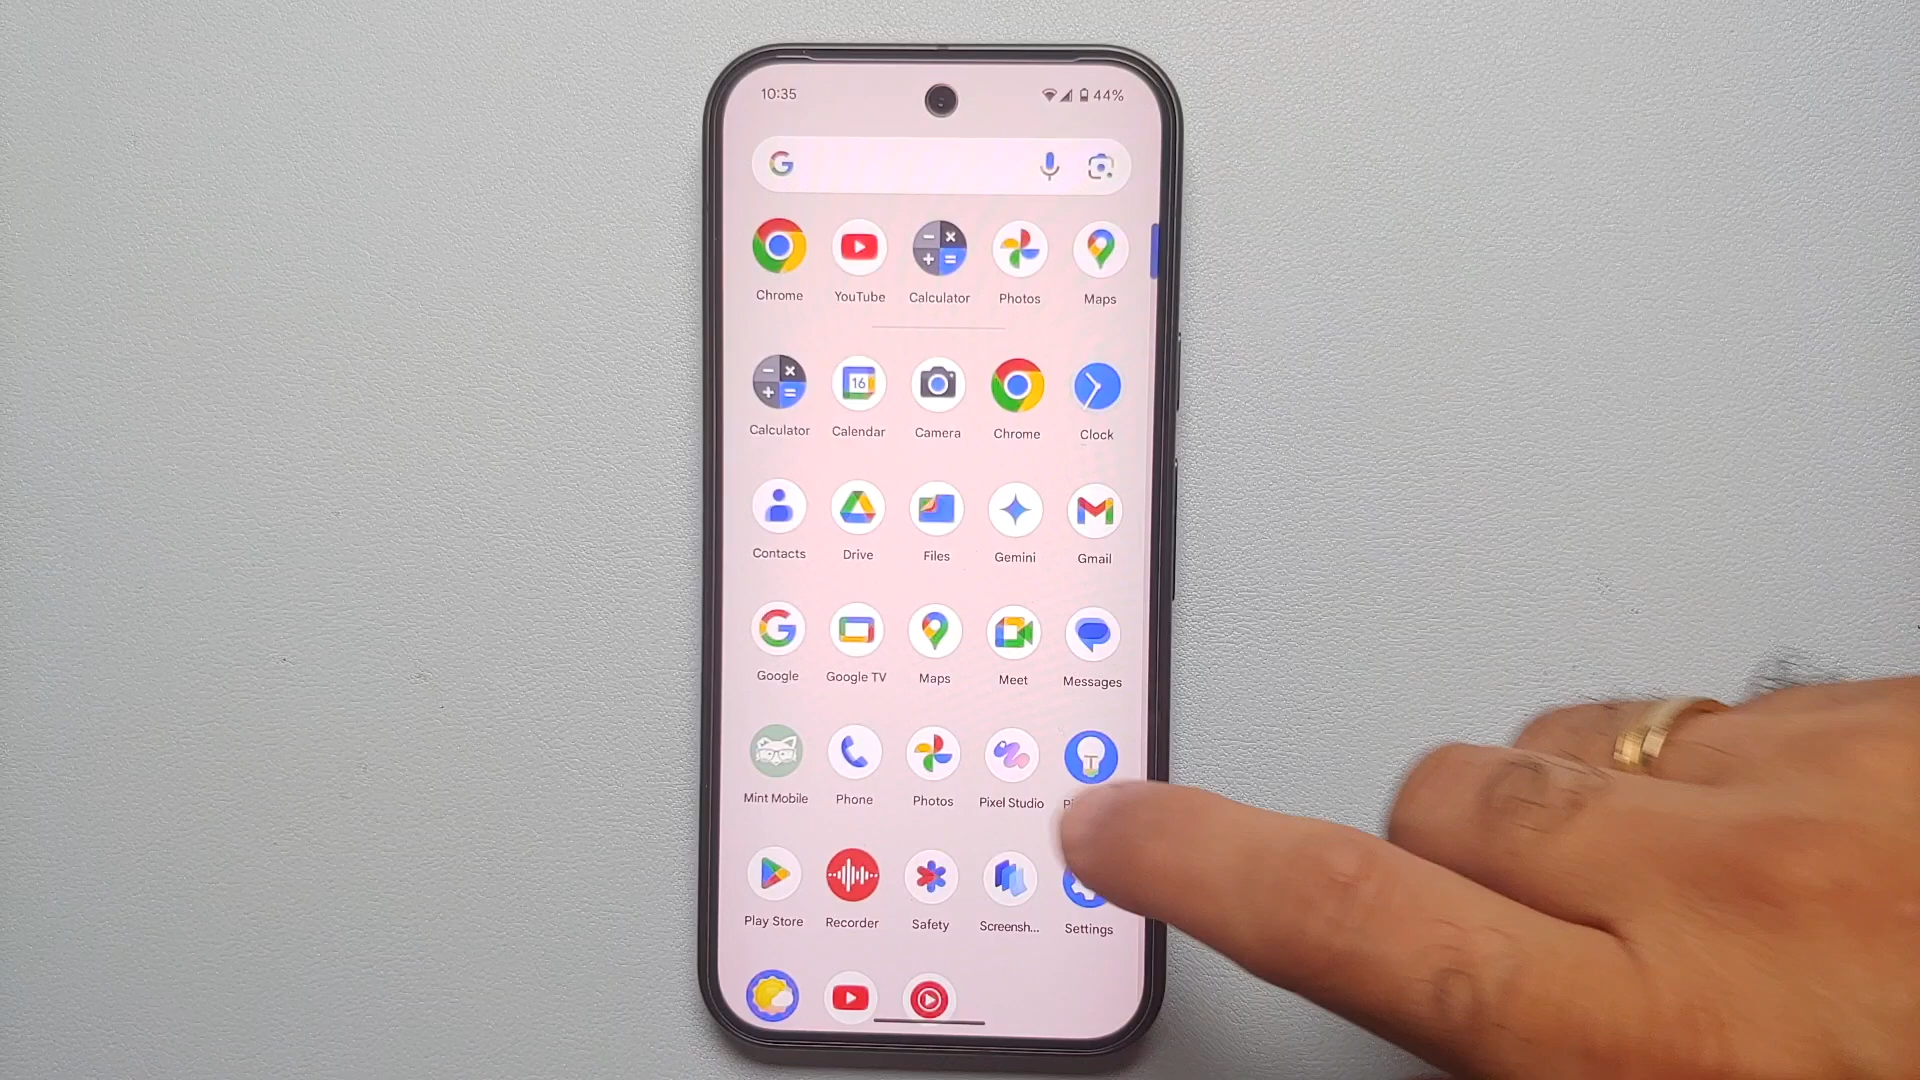 10:35 44%
Chrome YouTube Calculator Photos Maps
16
Calculator Calendar Camera Chrome Clock
Contacts Drive Files Gemini Gmail
Google Google TV Maps Meet Messages
Mint Mobile Phone Photos Pixel Studio
Play Store Recorder Safety Screensh... Settings